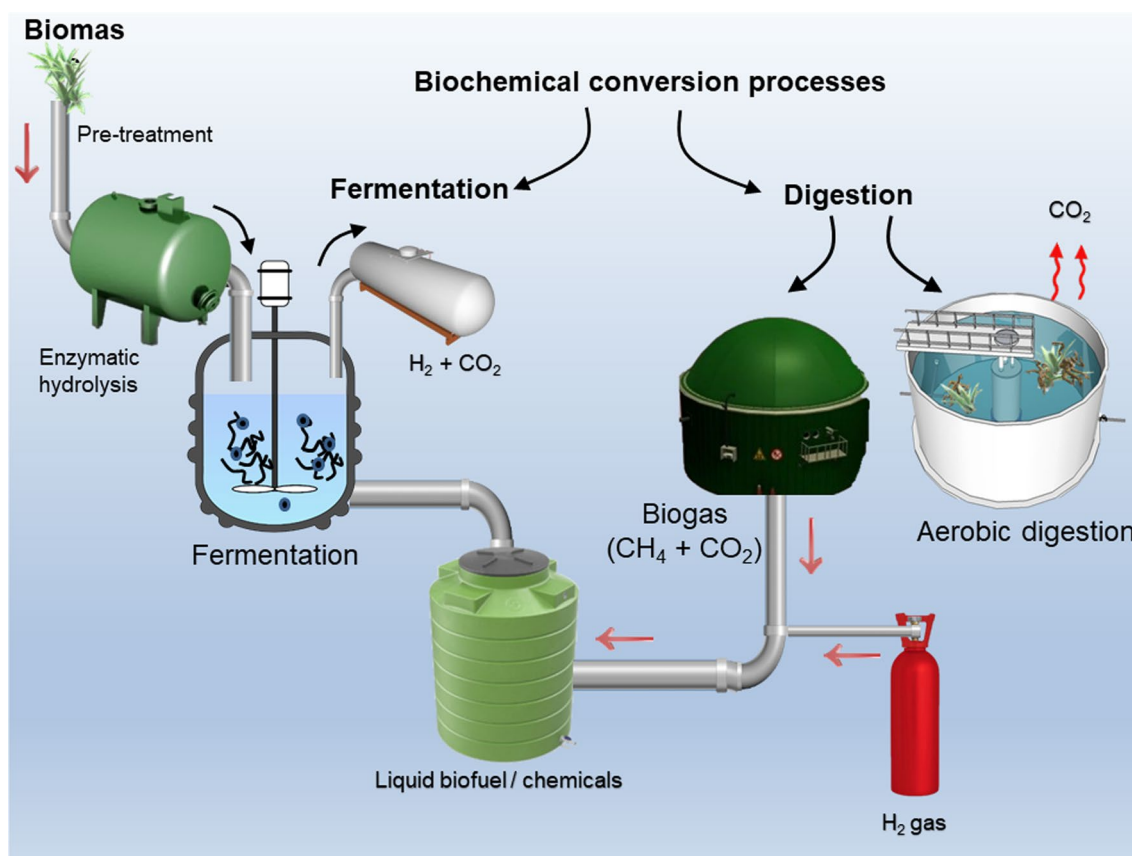 Biomas
Biochemical conversion processes
Pre-treatment
Fermentation
Digestion
CO₂
Enzymatic
hydrolysis
H₂ + CO₂
Fermentation
Biogas
(CH₄ + CO₂)
Aerobic digestion
Liquid biofuel / chemicals
H₂ gas